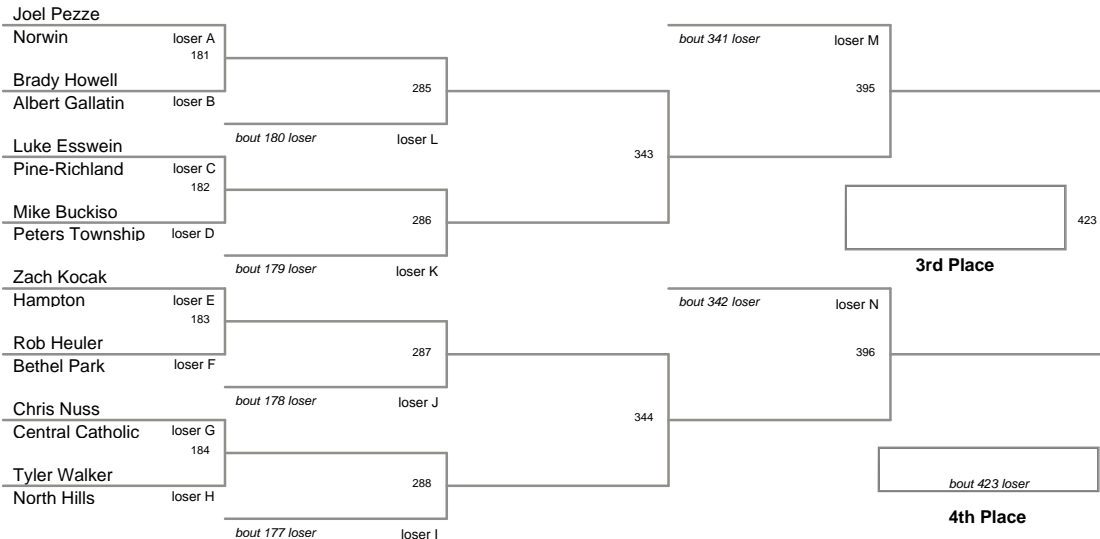 Joel Pezze
Norwin loser A
181
Brady Howell
Albert Gallatin loser B
285
bout 180 loser loser L
Luke Esswein
Pine-Richland loser C
182
Mike Buckiso
Peters Township loser D
286
bout 179 loser loser K
343
Zach Kocak
Hampton loser E
183
Rob Heuler
Bethel Park loser F
287
bout 178 loser loser J
Chris Nuss
Central Catholic loser G
184
Tyler Walker
North Hills loser H
288
bout 177 loser loser I
344
bout 341 loser loser M
395
423
3rd Place
bout 342 loser loser N
396
bout 423 loser
4th Place